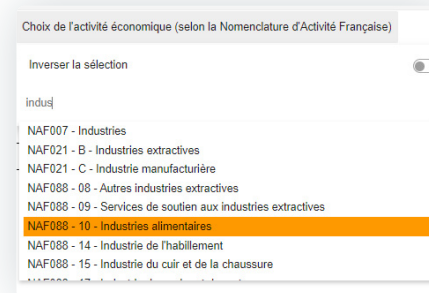 Choix de l'activité économique (selon la Nomenclature d'Activité Française)
Inverser la sélection
indus
NAF007 - Industries
NAF021 - B - Industries extractives
NAF021 - C - Industrie manufacturière
NAF088 - 08 - Autres industries extractives
NAF088 - 09 - Services de soutien aux industries extractives
NAF088 - 10 - Industries alimentaires
NAF088 - 14 - Industrie de l'habillement
NAF088 - 15 - Industrie du cuir et de la chaussure